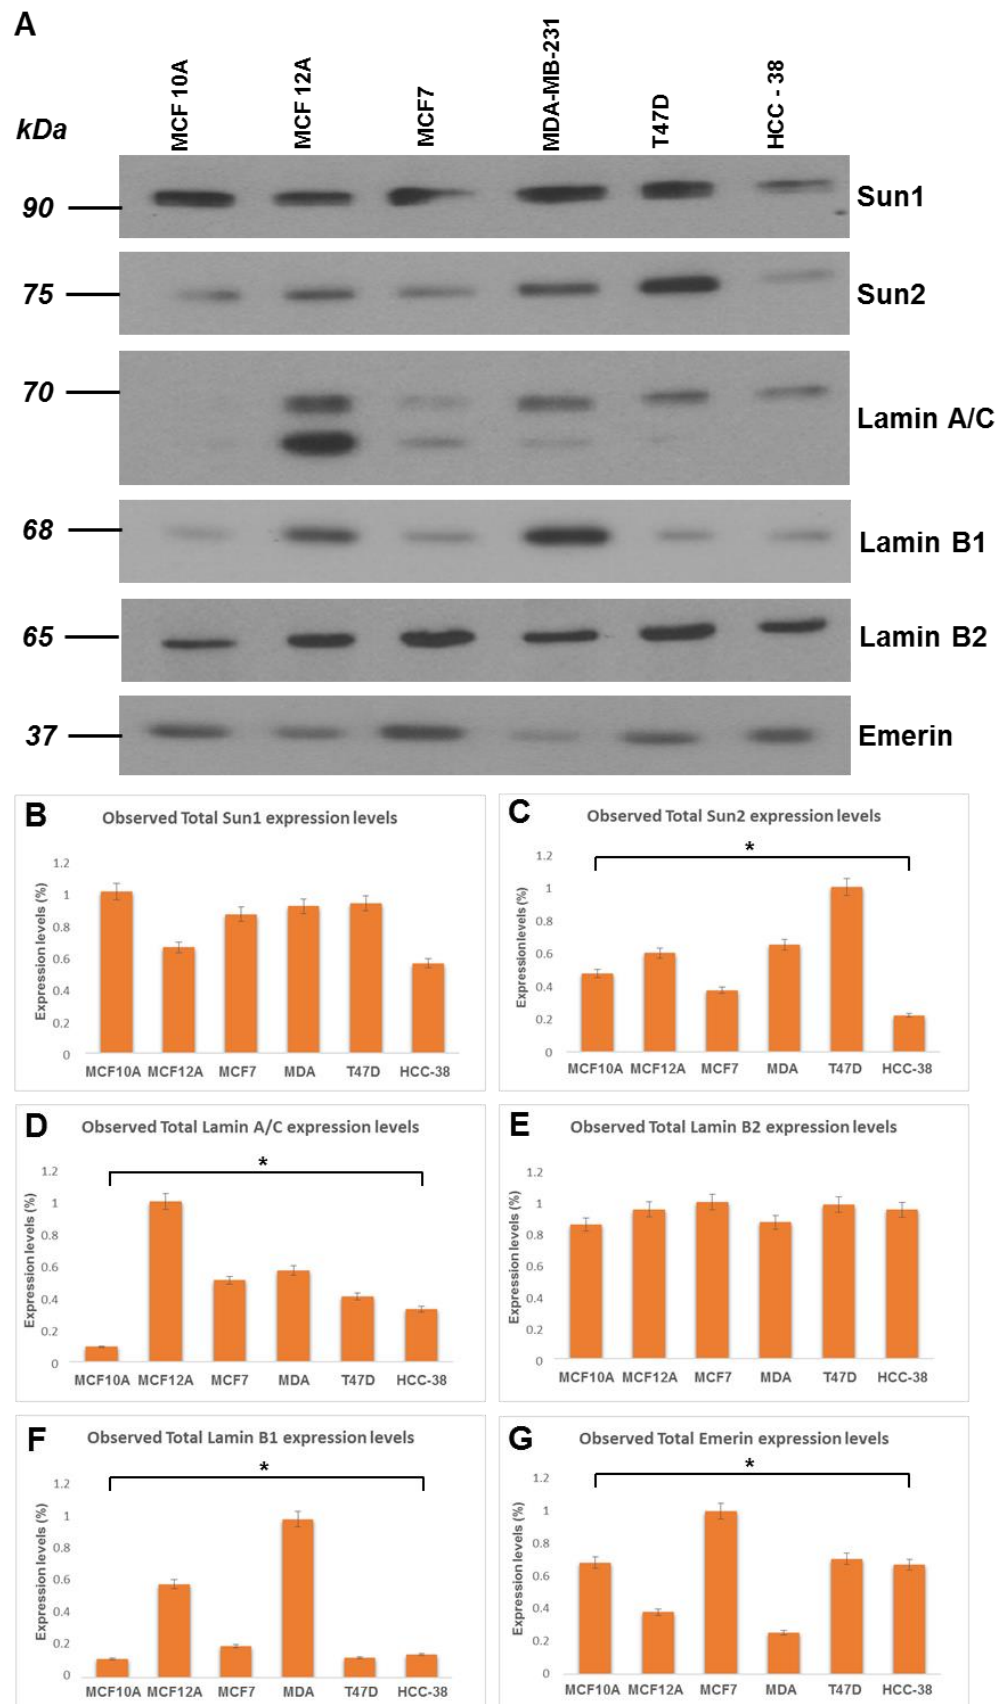 A
MCF 10A
MCF 12A
MCF7
MDA-MB-231
T47D
HCC - 38
kDa
90
Sun1
75
Sun2
70
Lamin A/C
68
Lamin B1
65
Lamin B2
37
Emerin
B
Observed Total Sun1 expression levels
Expression levels (%)
1.2
1
0.8
0.6
0.4
0.2
0
MCF10A MCF12A MCF7 MDA T47D HCC-38
C
Observed Total Sun2 expression levels
*
Expression levels (%)
1.2
1
0.8
0.6
0.4
0.2
0
MCF10A MCF12A MCF7 MDA T47D HCC-38
D
Observed Total Lamin A/C expression levels
*
Expression levels (%)
1.2
1
0.8
0.6
0.4
0.2
0
MCF10A MCF12A MCF7 MDA T47D HCC-38
E
Observed Total Lamin B2 expression levels
Expression levels (%)
1.2
1
0.8
0.6
0.4
0.2
0
MCF10A MCF12A MCF7 MDA T47D HCC-38
F
Observed Total Lamin B1 expression levels
*
Expression levels (%)
1.2
1
0.8
0.6
0.4
0.2
0
MCF10A MCF12A MCF7 MDA T47D HCC-38
G
Observed Total Emerin expression levels
*
Expression levels (%)
1.2
1
0.8
0.6
0.4
0.2
0
MCF10A MCF12A MCF7 MDA T47D HCC-38